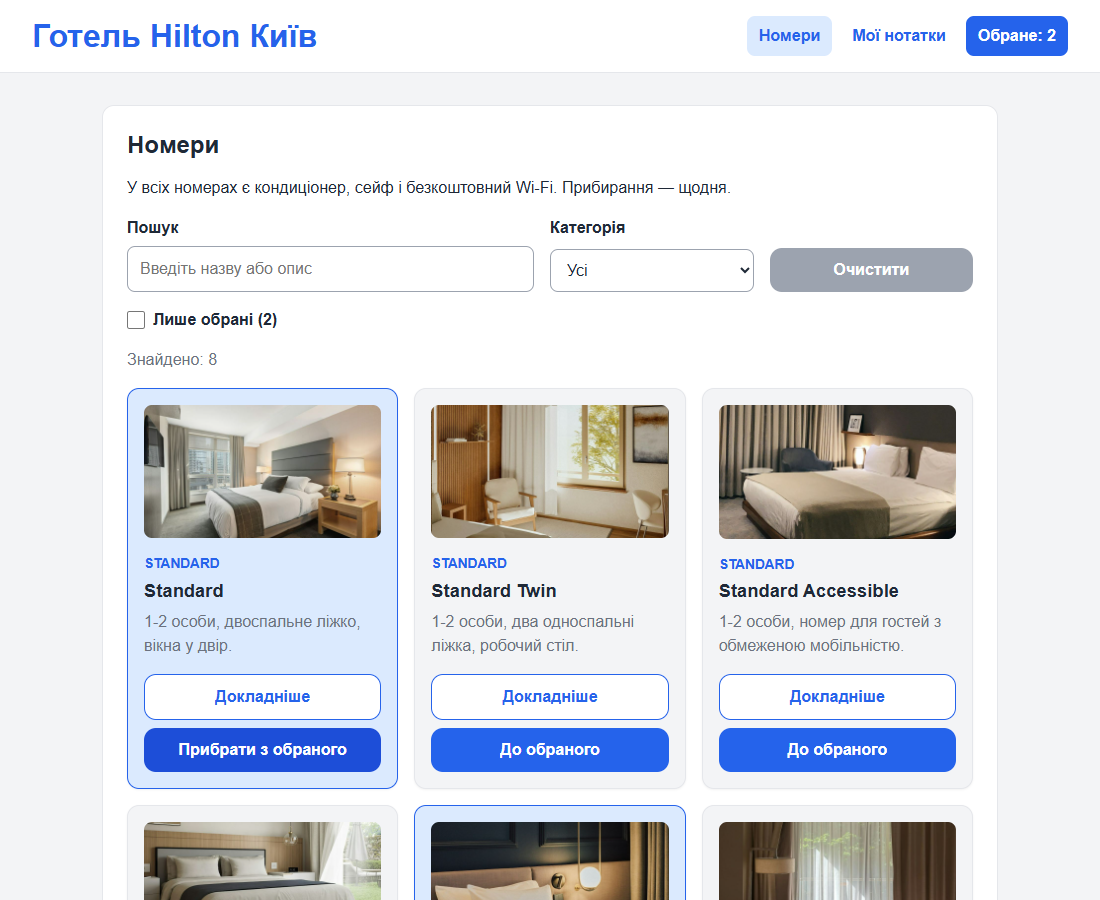 Готель Hilton Київ
Номери
Мої нотатки
Обране: 2
Номери
У всіх номерах є кондиціонер, сейф і безкоштовний Wi-Fi. Прибирання — щодня.
Пошук
Категорія
Введіть назву або опис
Усі
Очистити
Лише обрані (2)
Знайдено: 8
STANDARD
Standard
1-2 особи, двоспальне ліжко,
вікна у двір.
Докладніше
Прибрати з обраного
STANDARD
Standard Twin
1-2 особи, два односпальні
ліжка, робочий стіл.
Докладніше
До обраного
STANDARD
Standard Accessible
1-2 особи, номер для гостей з
обмеженою мобільністю.
Докладніше
До обраного